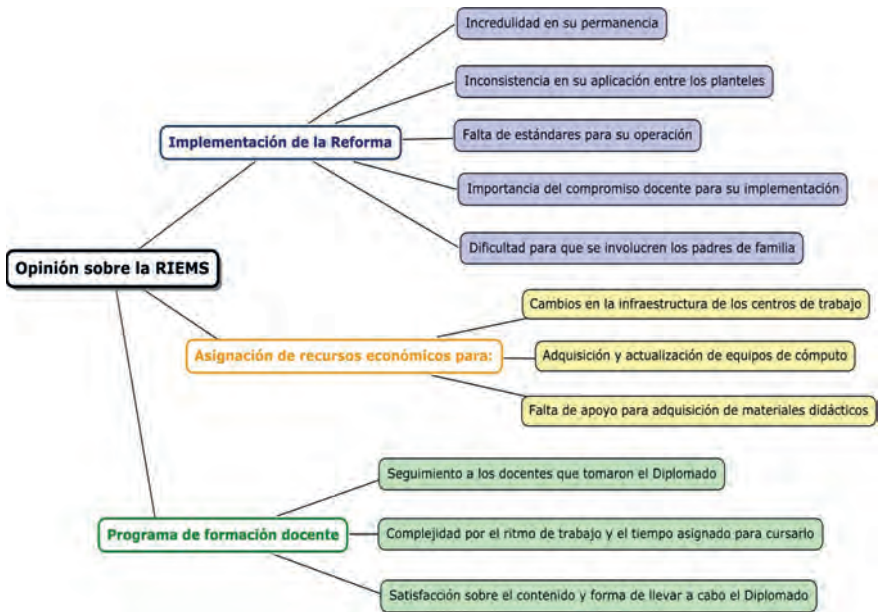 Opinión sobre la RIEMS
Implementación de la Reforma
Incredulidad en su permanencia
Inconsistencia en su aplicación entre los planteles
Falta de estándares para su operación
Importancia del compromiso docente para su implementación
Dificultad para que se involucren los padres de familia
Asignación de recursos económicos para:
Cambios en la infraestructura de los centros de trabajo
Adquisición y actualización de equipos de cómputo
Falta de apoyo para adquisición de materiales didácticos
Programa de formación docente
Seguimiento a los docentes que tomaron el Diplomado
Complejidad por el ritmo de trabajo y el tiempo asignado para cursarlo
Satisfacción sobre el contenido y forma de llevar a cabo el Diplomado